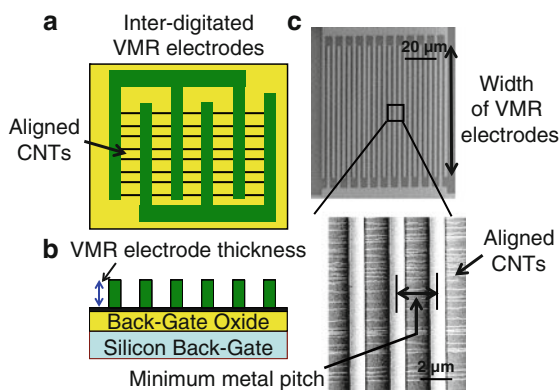 a
Inter-digitated
VMR electrodes
Aligned
CNTs
b
VMR electrode thickness
Back-Gate Oxide
Silicon Back-Gate
Minimum metal pitch
c
20 µm
Width
of VMR
electrodes
Aligned
CNTs
2 µm